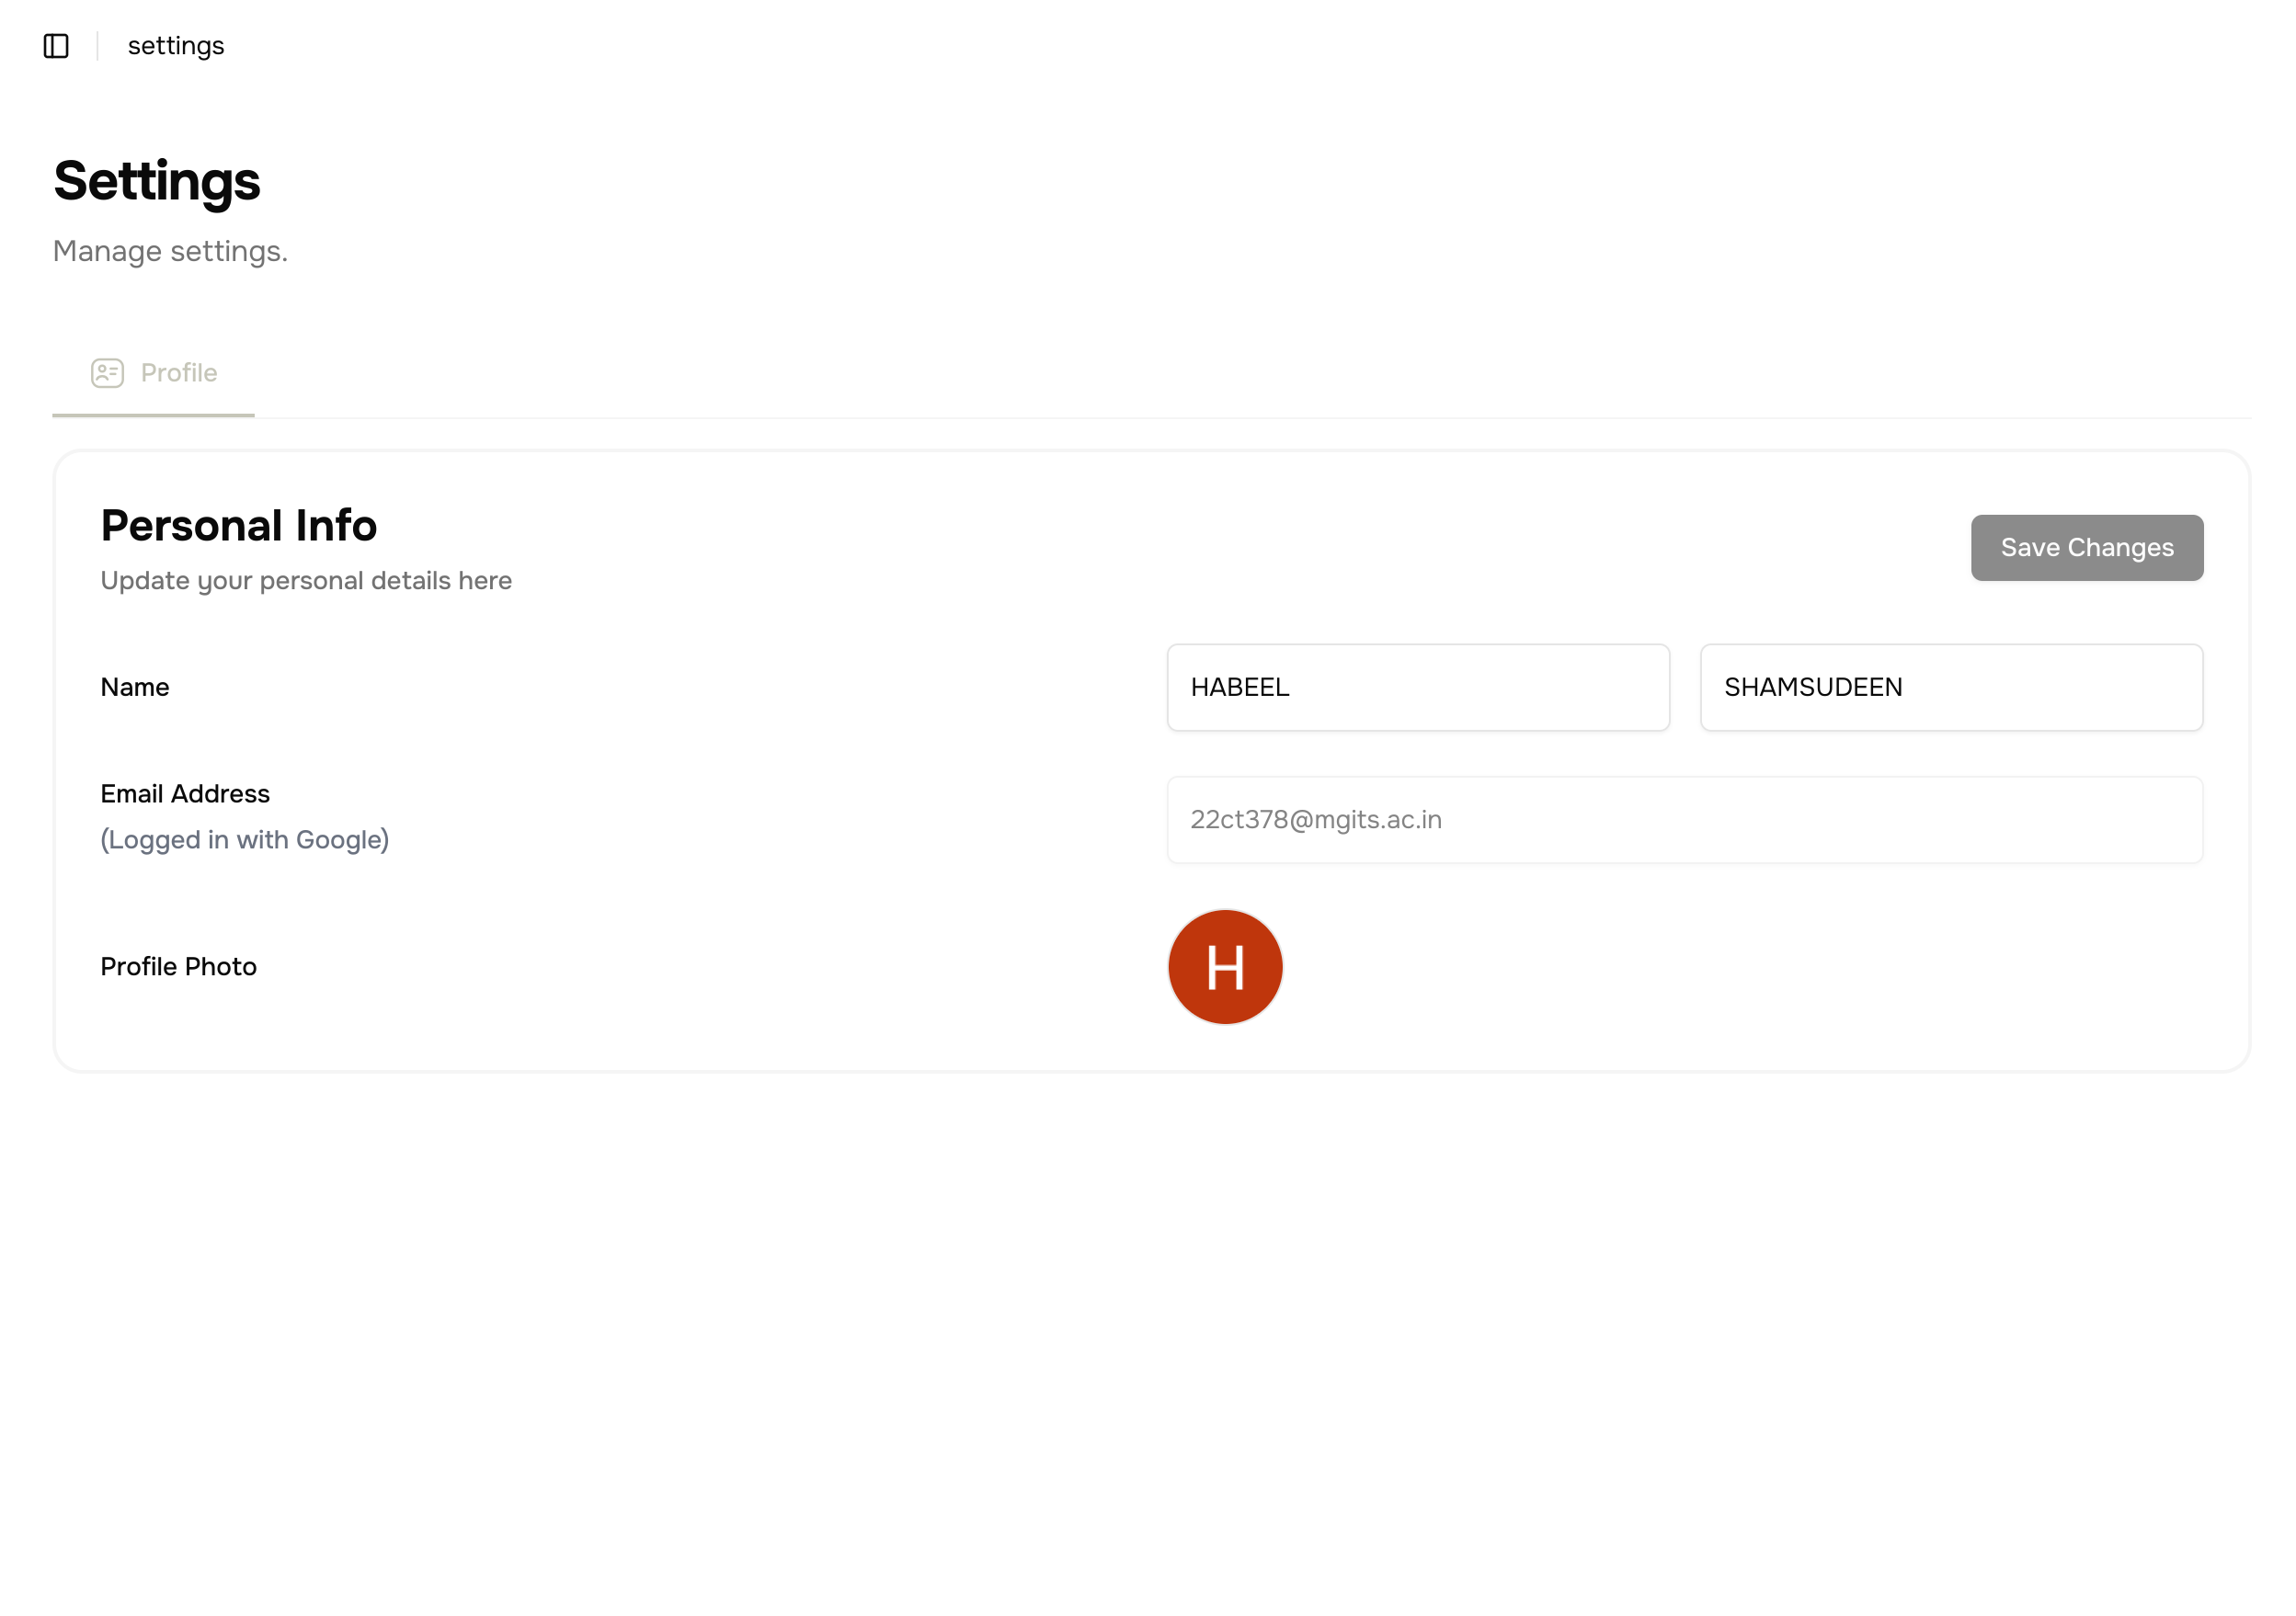 settings
Settings
Manage settings.
Profile
Personal Info
Update your personal details here
Save Changes
Name
HABEEL
SHAMSUDEEN
Email Address
(Logged in with Google)
22ct378@mgits.ac.in
Profile Photo
H